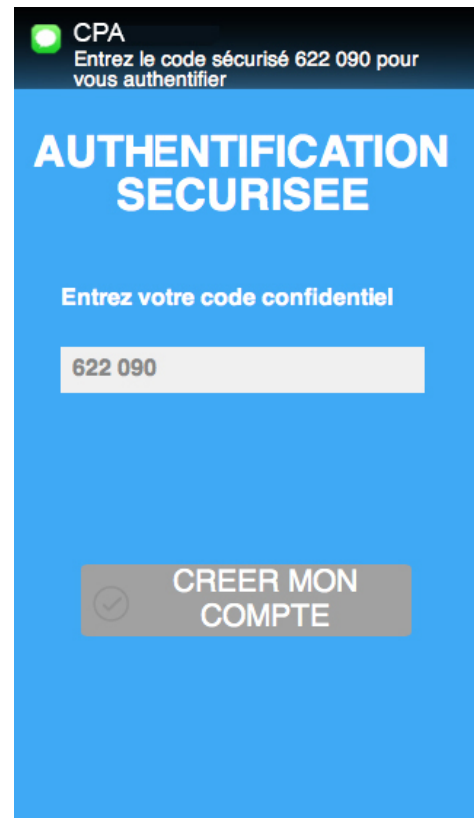 CPA
Entrez le code sécurisé 622 090 pour
vous authentifier
AUTHENTIFICATION
SECURISEE
Entrez votre code confidentiel
622 090
CREER MON
COMPTE